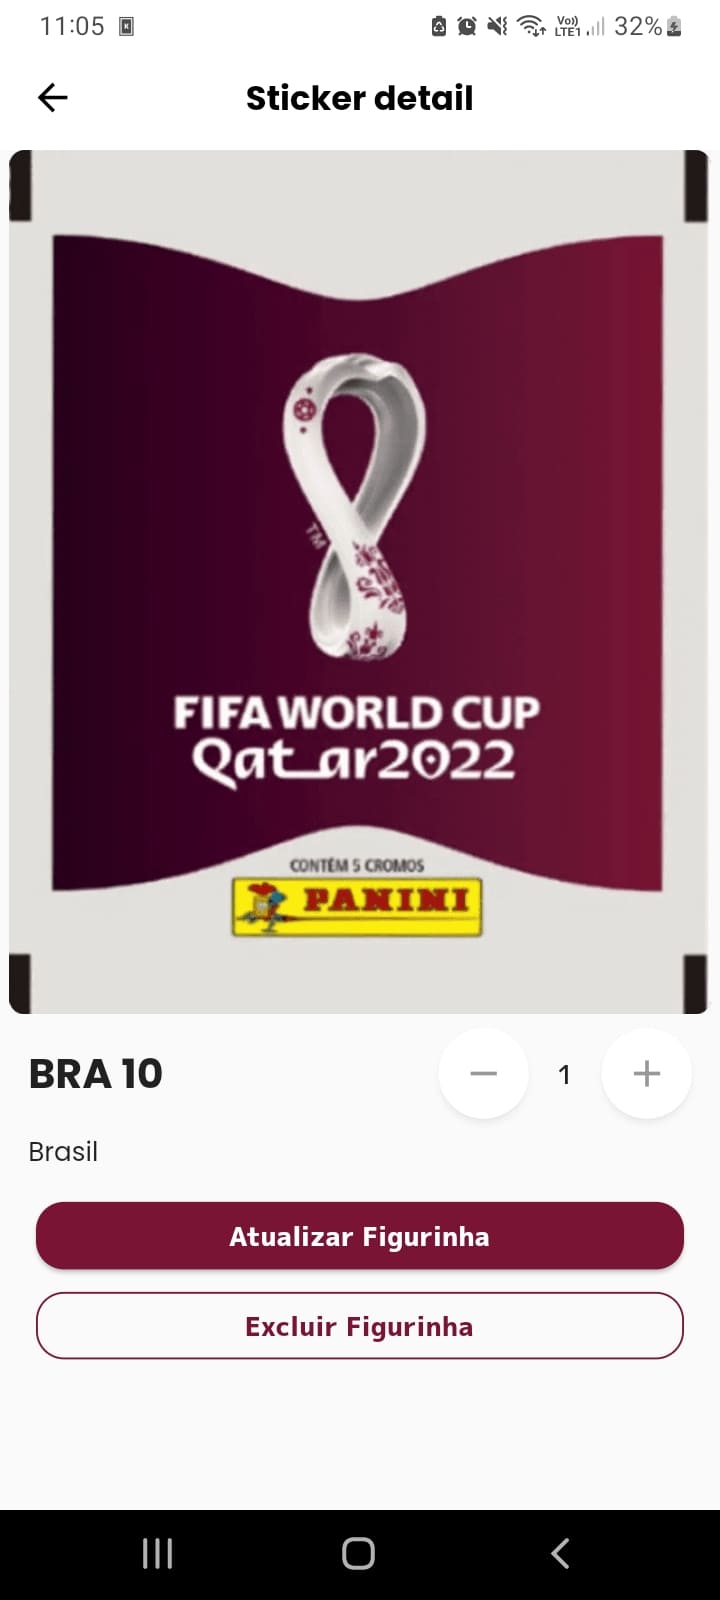 11:05
Vo))
LTE1
32%
Sticker detail
TM
FIFA WORLD CUP
Qatar2022
CONTÉM 5 CROMOS
PANINI
BRA 10
1
Brasil
Atualizar Figurinha
Excluir Figurinha